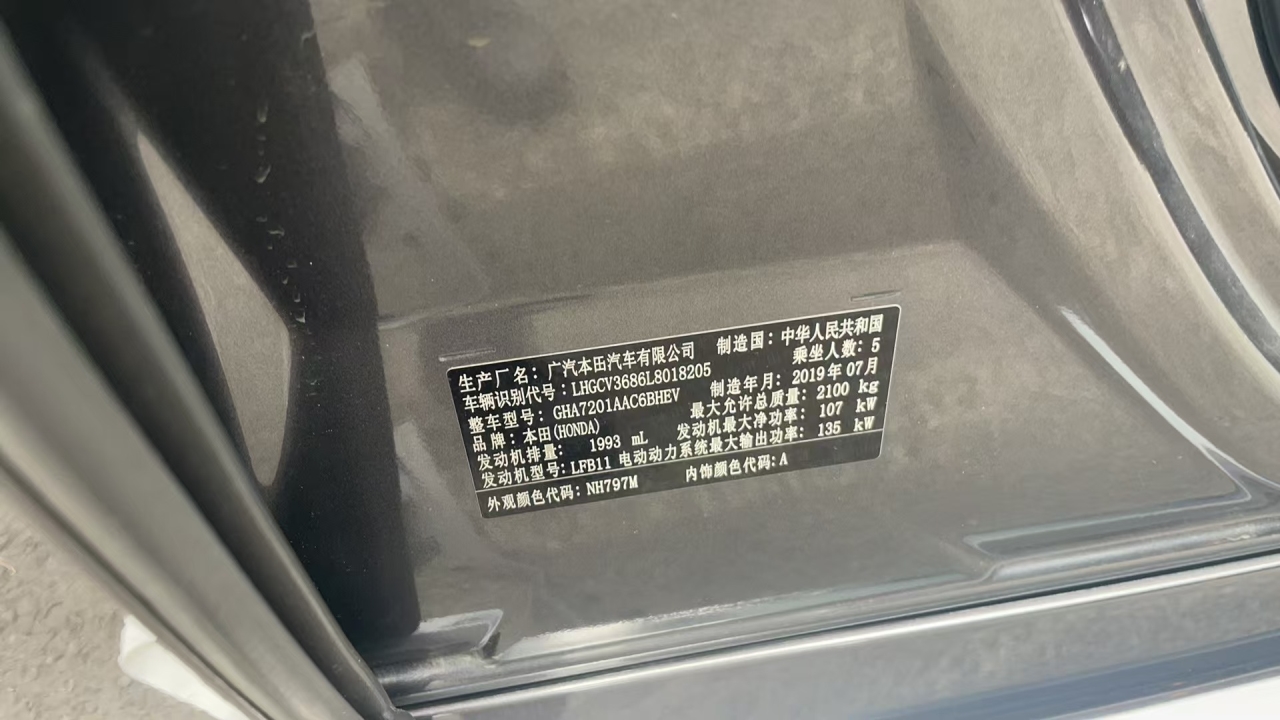 生产厂名：广汽本田汽车有限公司 制造国：中华人民共和国
车辆识别代号：LHGCV3686L8018205 乘坐人数：5
整车型号：GHA7201AAC6BHEV 制造年月：2019年07月
品牌：本田(HONDA) 最大允许总质量：2100 kg
发动机排量： 1993 mL 发动机最大净功率：107 kW
发动机型号：LFB11 电动动力系统最大输出功率：135 kW
外观颜色代码：NH797M 内饰颜色代码：A